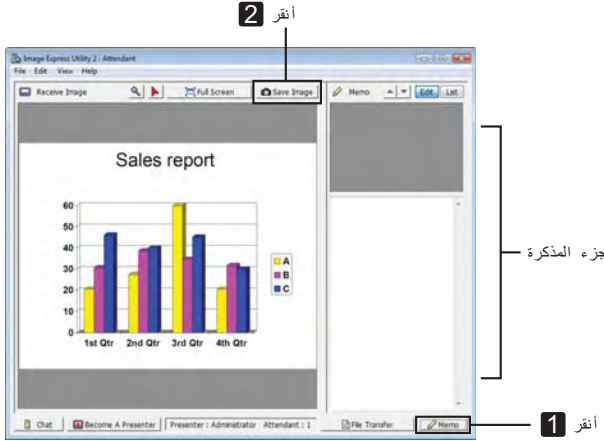 أنقر 2
Image Express Utility 2 : Attendant
File Edit View Help
Receive Image Full Screen Save Image Memo Edit List
Sales report
60
50
40
30
20
10
0
A
B
C
1st Qtr 2nd Qtr 3rd Qtr 4th Qtr
جزء المذكرة
Chat Become A Presenter Presenter : Administrator Attendant : 1 File Transfer Memo
أنقر 1